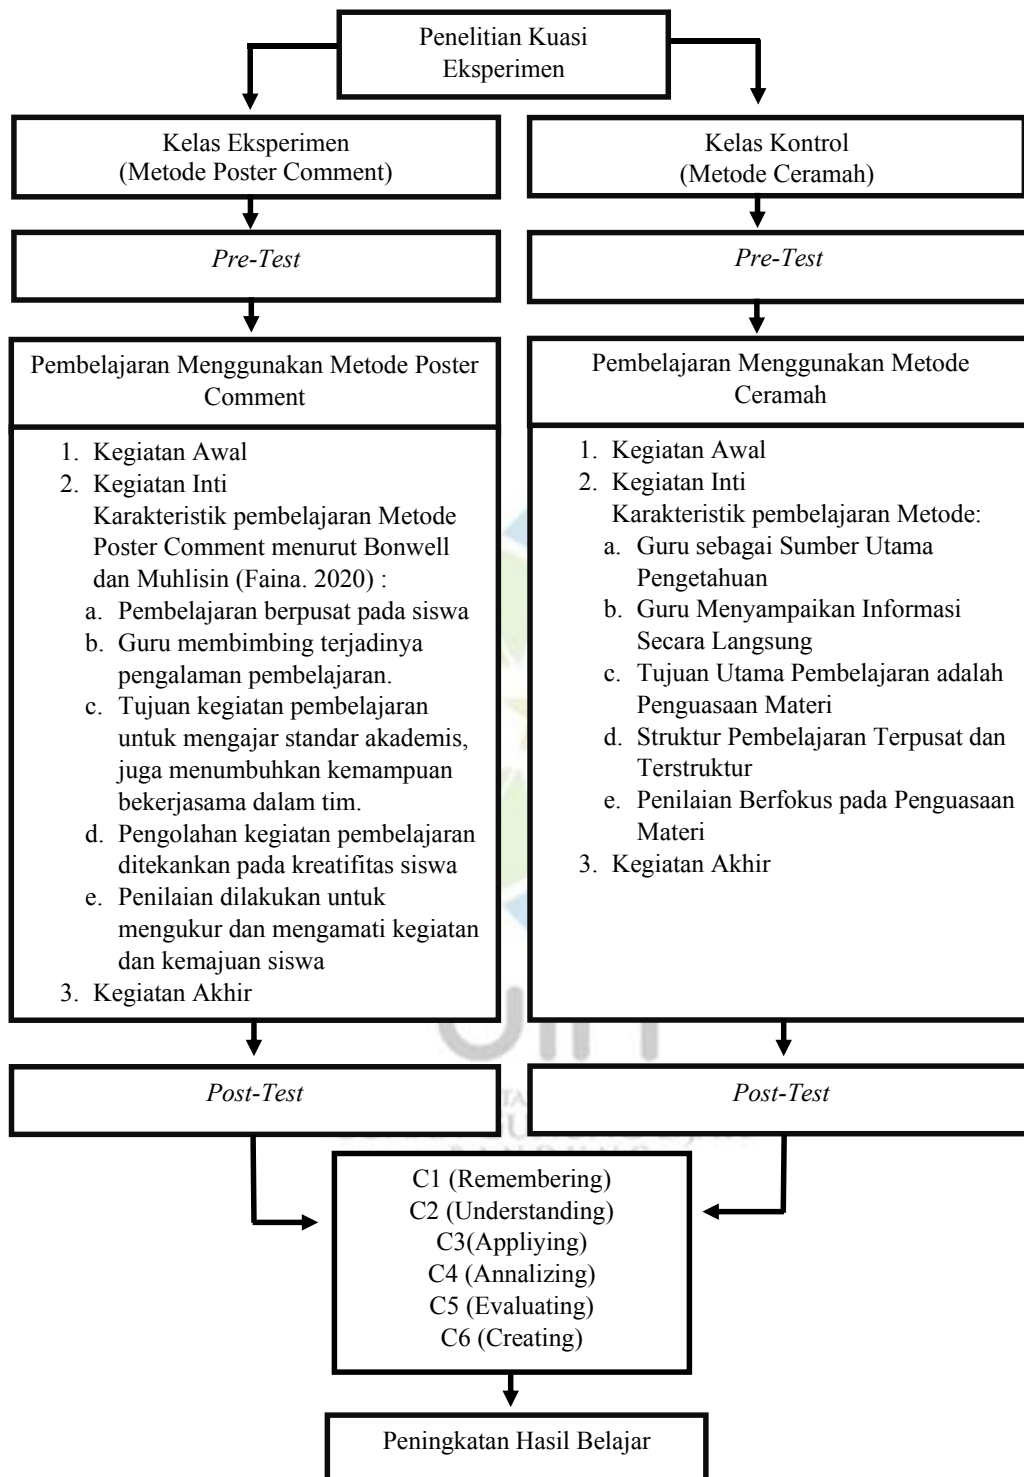 Penelitian Kuasi
Eksperimen
Kelas Eksperimen
(Metode Poster Comment)
Kelas Kontrol
(Metode Ceramah)
Pre-Test
Pre-Test
Pembelajaran Menggunakan Metode Poster
Comment
1. Kegiatan Awal
2. Kegiatan Inti
Karakteristik pembelajaran Metode
Poster Comment menurut Bonwell
dan Muhlisin (Faina. 2020) :
a. Pembelajaran berpusat pada siswa
b. Guru membimbing terjadinya
pengalaman pembelajaran.
c. Tujuan kegiatan pembelajaran
untuk mengajar standar akademis,
juga menumbuhkan kemampuan
bekerjasama dalam tim.
d. Pengolahan kegiatan pembelajaran
ditekankan pada kreatifitas siswa
e. Penilaian dilakukan untuk
mengukur dan mengamati kegiatan
dan kemajuan siswa
3. Kegiatan Akhir
Pembelajaran Menggunakan Metode
Ceramah
1. Kegiatan Awal
2. Kegiatan Inti
Karakteristik pembelajaran Metode:
a. Guru sebagai Sumber Utama
Pengetahuan
b. Guru Menyampaikan Informasi
Secara Langsung
c. Tujuan Utama Pembelajaran adalah
Penguasaan Materi
d. Struktur Pembelajaran Terpusat dan
Terstruktur
e. Penilaian Berfokus pada Penguasaan
Materi
3. Kegiatan Akhir
Post-Test
Post-Test
C1 (Remembering)
C2 (Understanding)
C3(Appliying)
C4 (Annalizing)
C5 (Evaluating)
C6 (Creating)
Peningkatan Hasil Belajar